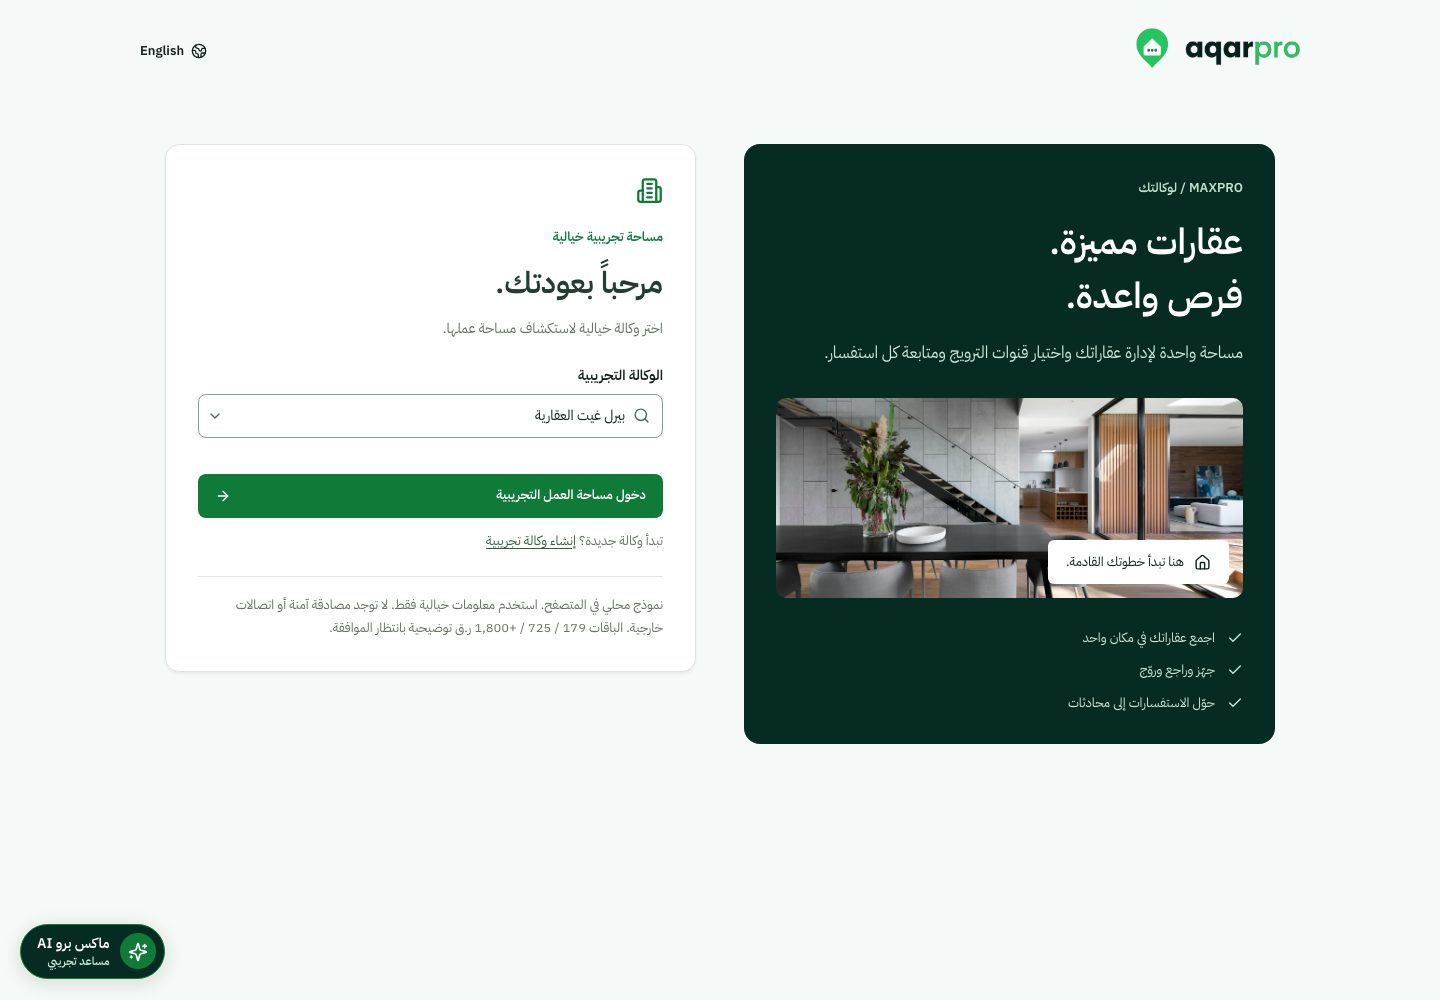 aqarpro
English
MAXPRO / لوكالتك
عقارات مميزة.
فرص واعدة.
مساحة واحدة لإدارة عقاراتك واختيار قنوات الترويج ومتابعة كل استفسار.
هنا تبدأ خطوتك القادمة.
اجمع عقاراتك في مكان واحد
جهّز وراجع وروّج
حوّل الاستفسارات إلى محادثات
مساحة تجريبية خيالية
مرحباً بعودتك.
اختر وكالة خيالية لاستكشاف مساحة عملها.
الوكالة التجريبية
بيرل غيت العقارية
دخول مساحة العمل التجريبية
تبدأ وكالة جديدة؟ إنشاء وكالة تجريبية
نموذج محلي في المتصفح. استخدم معلومات خيالية فقط. لا توجد مصادقة آمنة أو اتصالات
خارجية. الباقات 179 / 725 / +1,800 ر.ق توضيحية بانتظار الموافقة.
ماكس برو AI
مساعد تجريبي